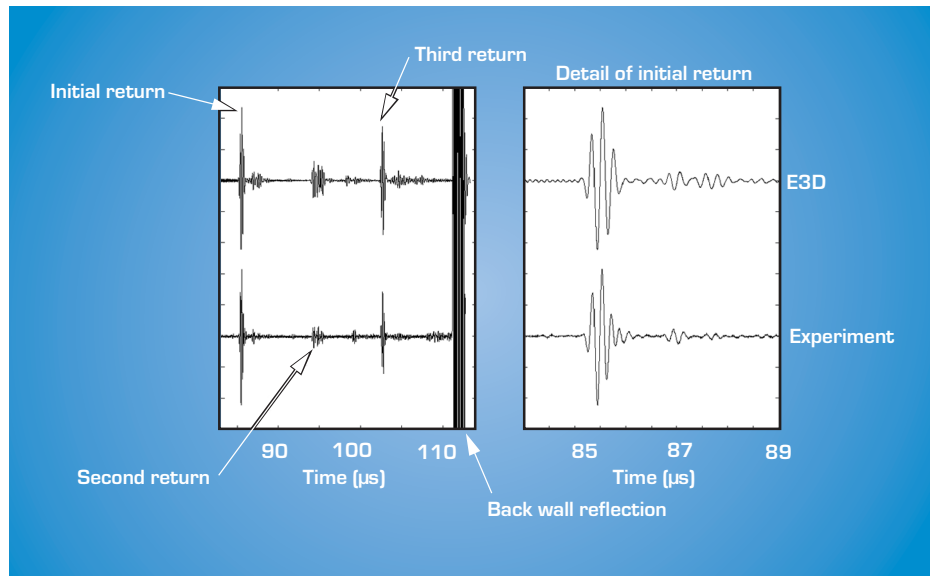 Third return
Initial return
Detail of initial return
E3D
Experiment
90 100 110
85 87 89
Second return
Time (µs)
Time (µs)
Back wall reflection